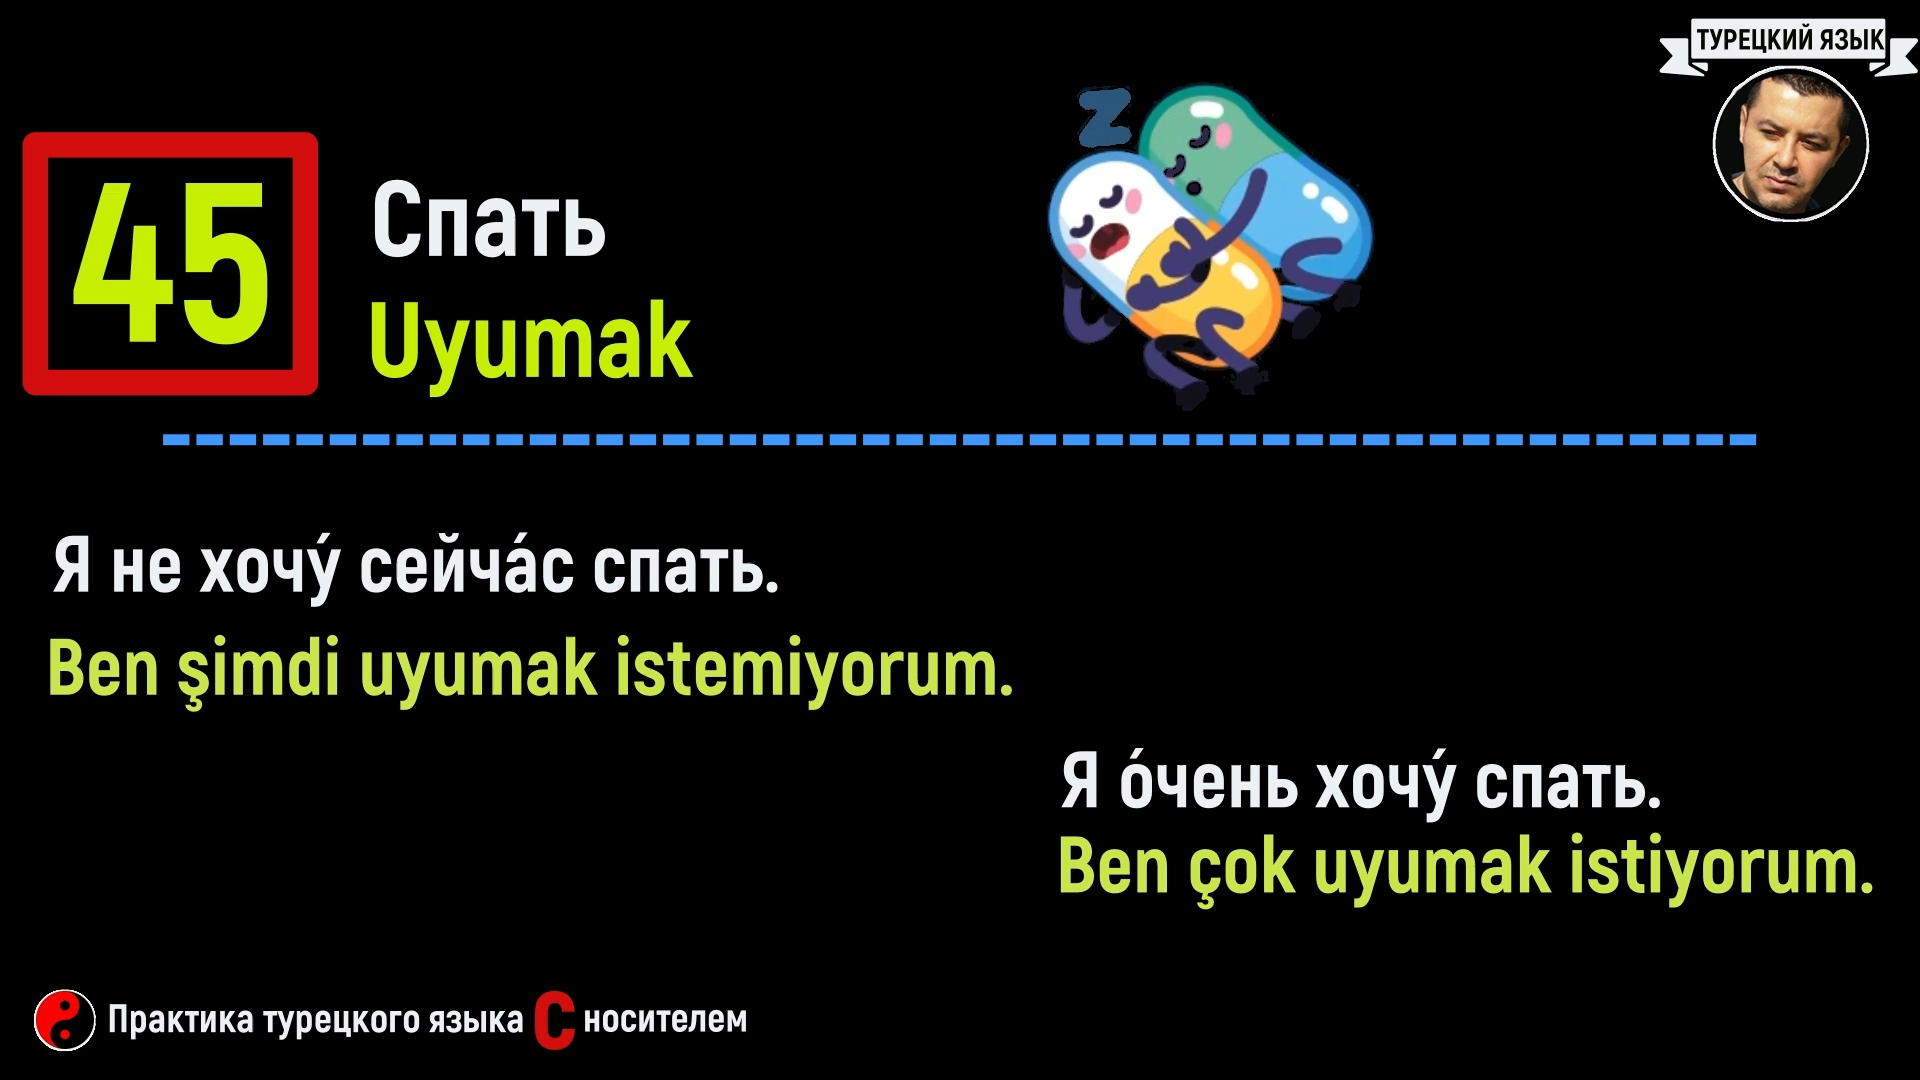 ТУРЕЦКИЙ ЯЗЫК
Z
45
Спать
Uyumak
Я не хочу́ сейча́с спать.
Ben şimdi uyumak istemiyorum.
Я о́чень хочу́ спать.
Ben çok uyumak istiyorum.
Практика турецкого языка С носителем